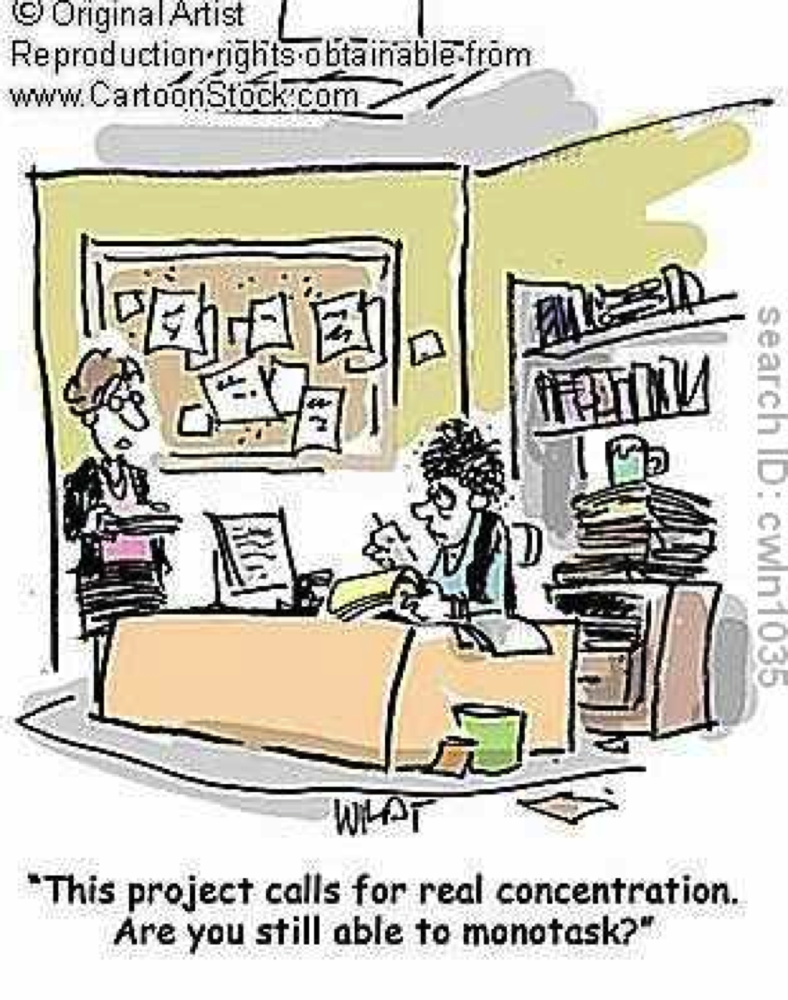 © Original Artist
Reproduction rights obtainable from
www.CartoonStock.com
search ID: cwln1035
"This project calls for real concentration.
Are you still able to monotask?"